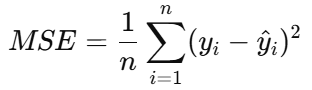 MSE = \frac{1}{n} \sum_{i=1}^{n} (y_i - \hat{y}_i)^2